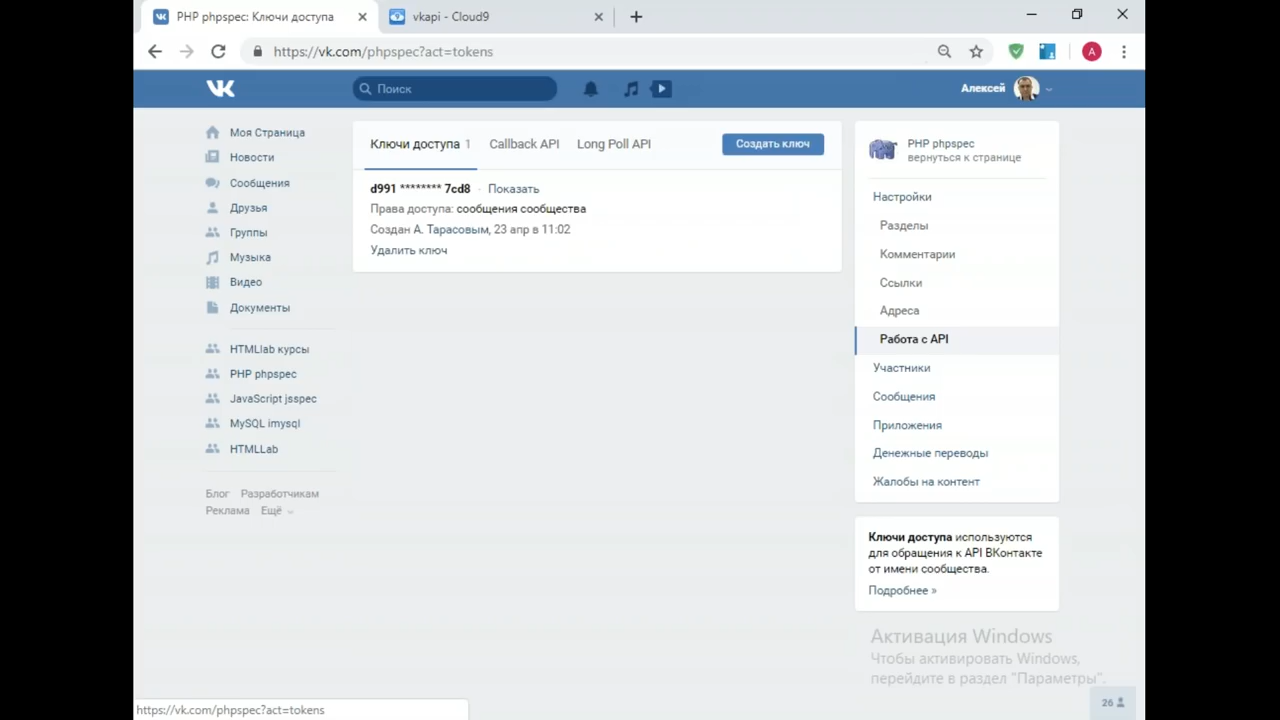 PHP phpspec: Ключи доступа
vkapi - Cloud9
https://vk.com/phpspec?act=tokens
A
Поиск
Алексей
Моя Страница
Новости
Сообщения
Друзья
Группы
Музыка
Видео
Документы
HTMLlab курсы
PHP phpspec
JavaScript jsspec
MySQL imysql
HTMLLab
Блог Разработчикам
Реклама Ещё
Ключи доступа 1 Callback API Long Poll API Создать ключ
d991 ******** 7cd8 · Показать
Права доступа: сообщения сообщества
Создан А. Тарасовым, 23 апр в 11:02
Удалить ключ
PHP phpspec
вернуться к странице
Настройки
Разделы
Комментарии
Ссылки
Адреса
Работа с API
Участники
Сообщения
Приложения
Денежные переводы
Жалобы на контент
Ключи доступа используются
для обращения к API ВКонтакте
от имени сообщества.
Подробнее »
Активация Windows
Чтобы активировать Windows,
перейдите в раздел "Параметры".
26
https://vk.com/phpspec?act=tokens